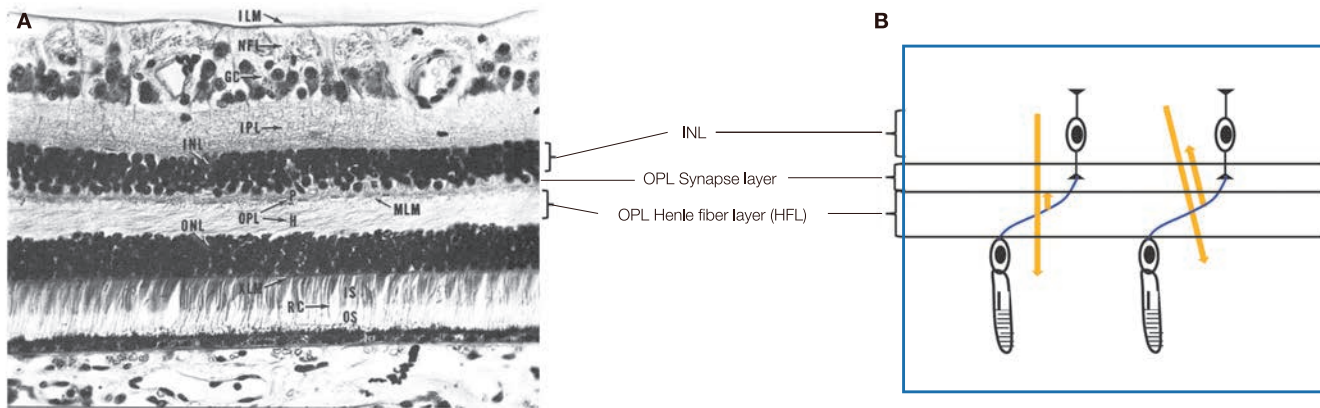 A
ILM
NFL
GC
IPL
INL
P
OPL
H
MLM
ONL
XLM
IS
RC
OS
INL
OPL Synapse layer
OPL Henle fiber layer (HFL)
B